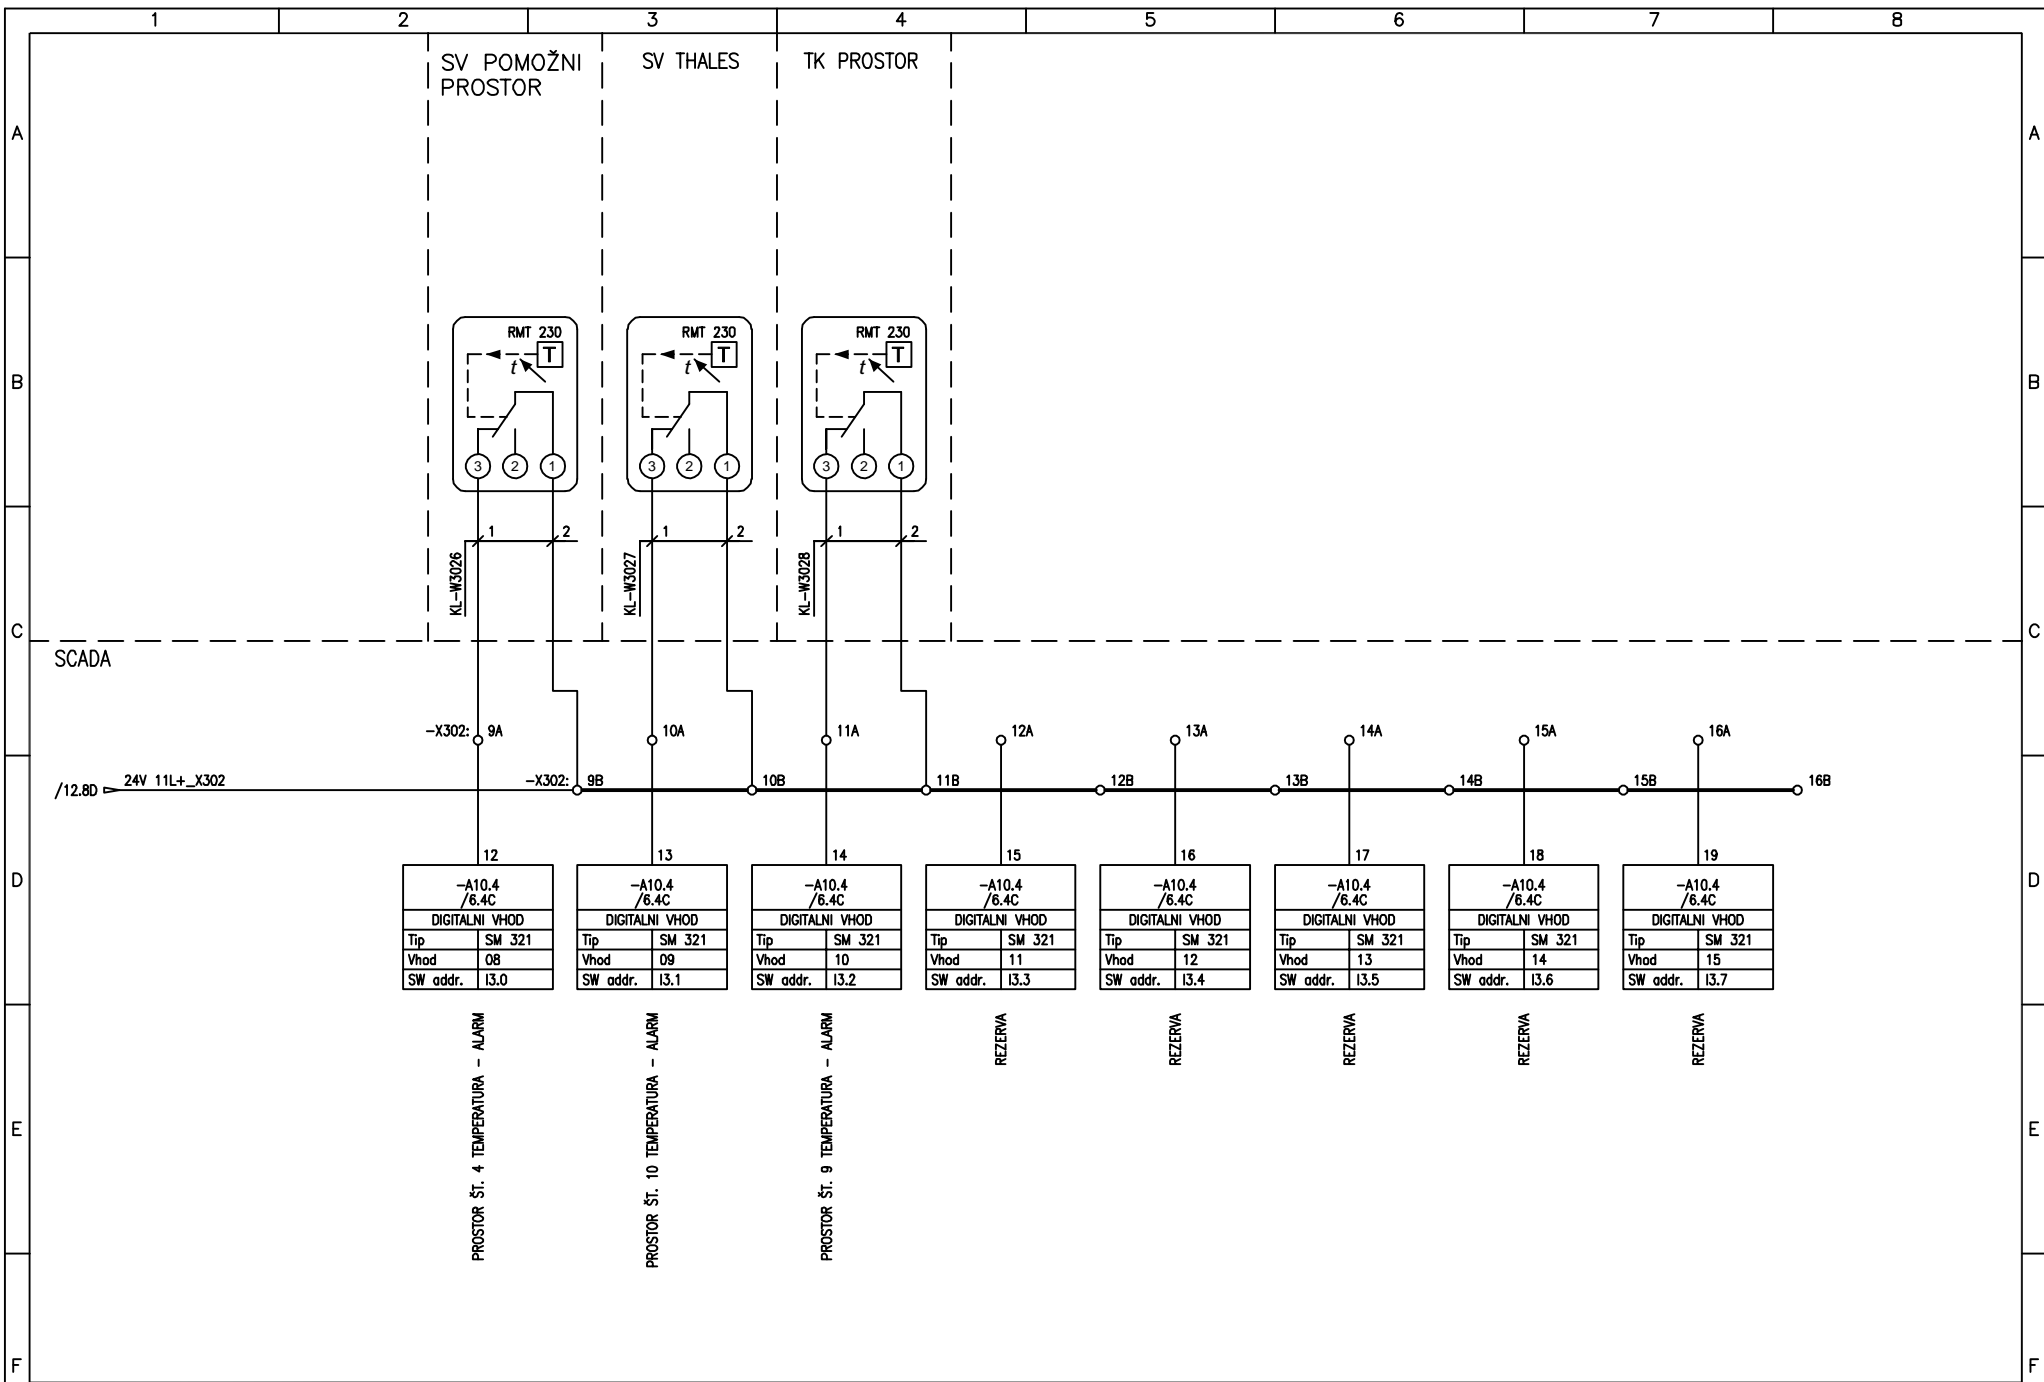 1 2 3 4 5 6 7 8
SV POMOŽNI
PROSTOR
SV THALES
TK PROSTOR
A A
RMT 230 RMT 230 RMT 230
T T T
t t t
B B
3 2 1 3 2 1 3 2 1
1 2 1 2 1 2
KL-W3026 KL-W3027 KL-W3028
C C
SCADA
-X302: 9A 10A 11A 12A 13A 14A 15A 16A
/12.8D 24V 11L+_X302 -X302: 9B 10B 11B 12B 13B 14B 15B 16B
12 13 14 15 16 17 18 19
D D
-A10.4 -A10.4 -A10.4 -A10.4 -A10.4 -A10.4 -A10.4 -A10.4
/6.4C /6.4C /6.4C /6.4C /6.4C /6.4C /6.4C /6.4C
DIGITALNI VHOD DIGITALNI VHOD DIGITALNI VHOD DIGITALNI VHOD DIGITALNI VHOD DIGITALNI VHOD DIGITALNI VHOD DIGITALNI VHOD
Tip SM 321 Tip SM 321 Tip SM 321 Tip SM 321 Tip SM 321 Tip SM 321 Tip SM 321 Tip SM 321
Vhod 08 Vhod 09 Vhod 10 Vhod 11 Vhod 12 Vhod 13 Vhod 14 Vhod 15
SW addr. I3.0 SW addr. I3.1 SW addr. I3.2 SW addr. I3.3 SW addr. I3.4 SW addr. I3.5 SW addr. I3.6 SW addr. I3.7
PROSTOR ŠT. 4 TEMPERATURA - ALARM
PROSTOR ŠT. 10 TEMPERATURA - ALARM
PROSTOR ŠT. 9 TEMPERATURA - ALARM
REZERVA
REZERVA
REZERVA
REZERVA
REZERVA
E E
F F